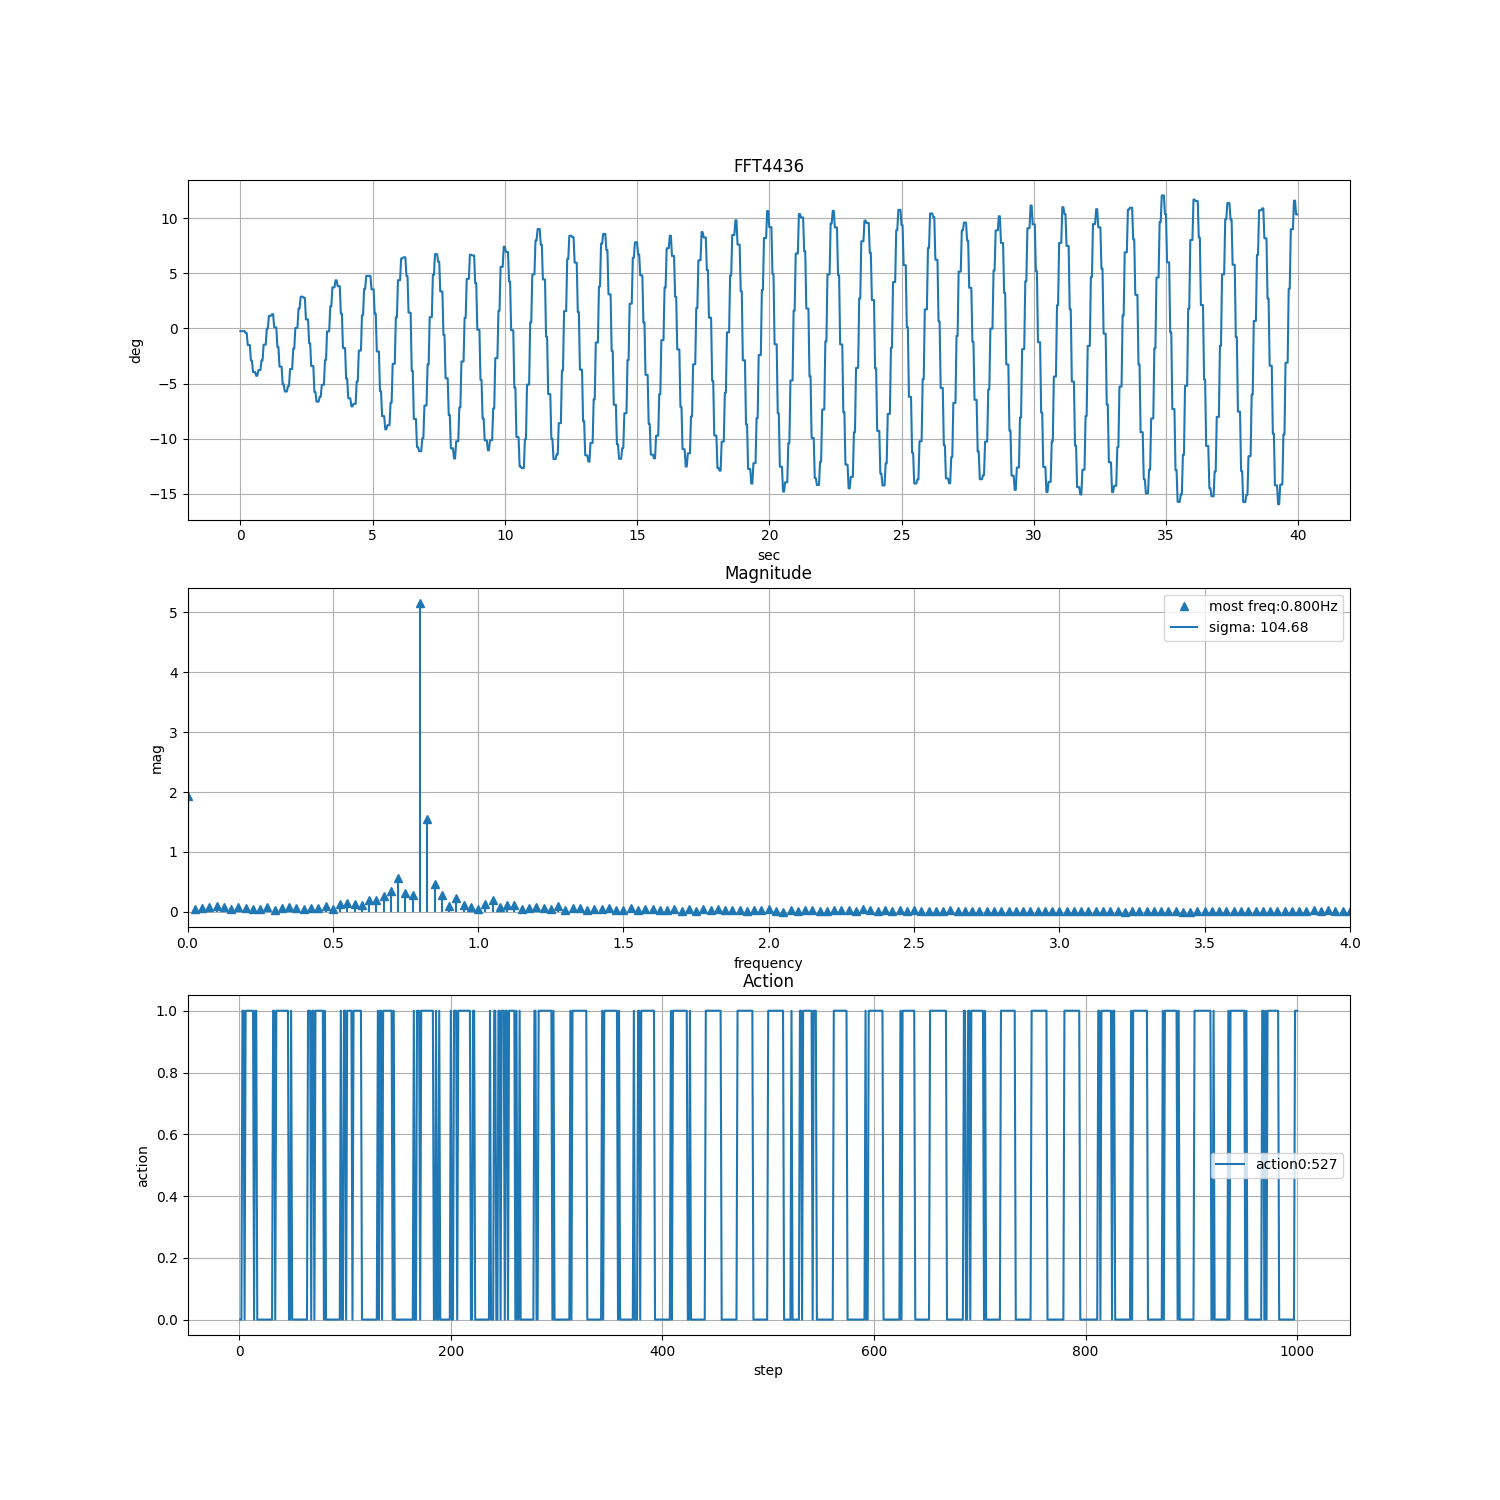 FFT4436
10
5
0
−5
−10
−15
deg
0 5 10 15 20 25 30 35 40
sec
Magnitude
most freq:0.800Hz
sigma: 104.68
5
4
3
2
1
0
mag
0.0 0.5 1.0 1.5 2.0 2.5 3.0 3.5 4.0
frequency
Action
1.0
0.8
0.6
0.4
0.2
0.0
action
action0:527
0 200 400 600 800 1000
step